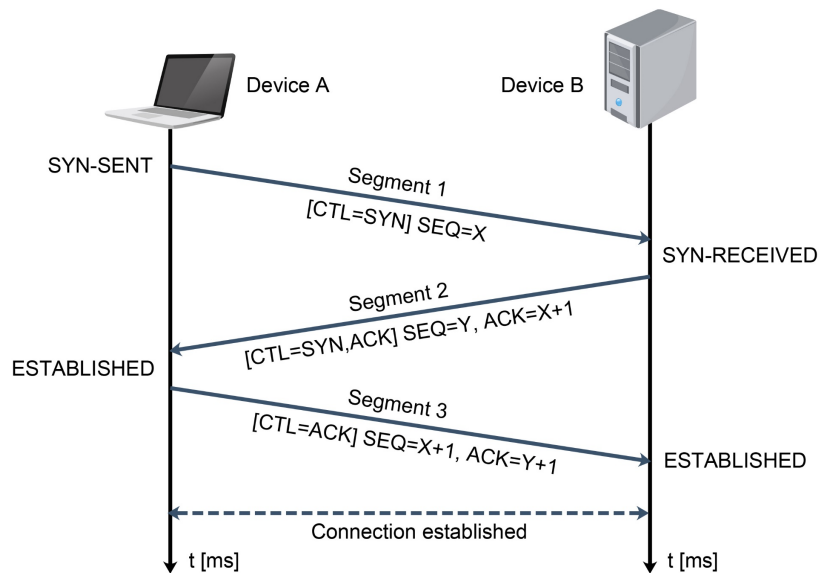 Device A
Device B
SYN-SENT
Segment 1
[CTL=SYN] SEQ=X
SYN-RECEIVED
Segment 2
[CTL=SYN,ACK] SEQ=Y, ACK=X+1
ESTABLISHED
Segment 3
[CTL=ACK] SEQ=X+1, ACK=Y+1
ESTABLISHED
Connection established
t [ms]
t [ms]